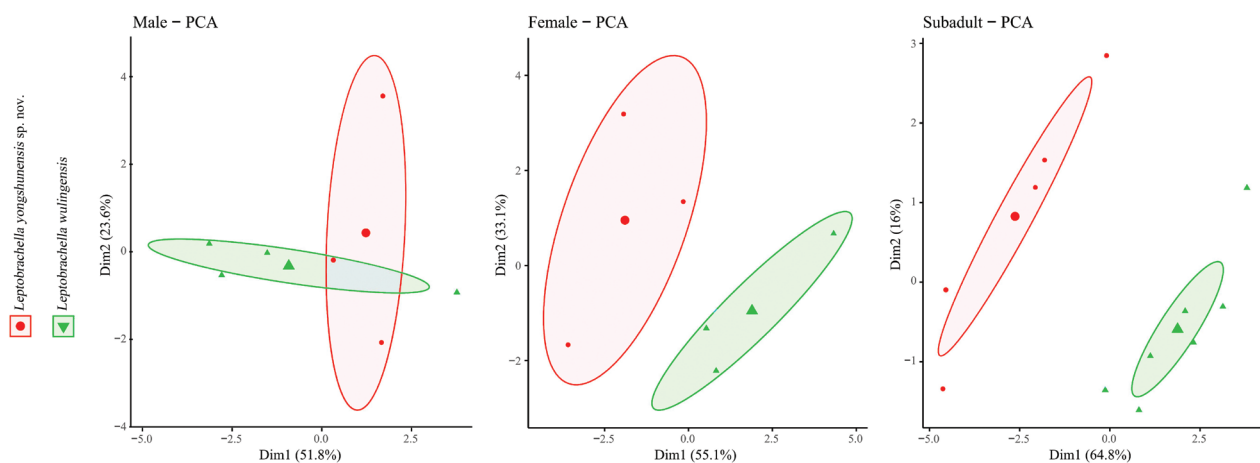 Leptobrachella yongshunensis sp. nov.
Leptobrachella wulingensis
Male − PCA
Dim2 (23.6%)
4
2
0
−2
−4
−5.0
−2.5
0.0
2.5
Dim1 (51.8%)
Female − PCA
Dim2 (33.1%)
4
2
0
−2
−2.5
0.0
2.5
5.0
Dim1 (55.1%)
Subadult − PCA
Dim2 (16%)
3
2
1
0
−1
−5.0
−2.5
0.0
2.5
Dim1 (64.8%)